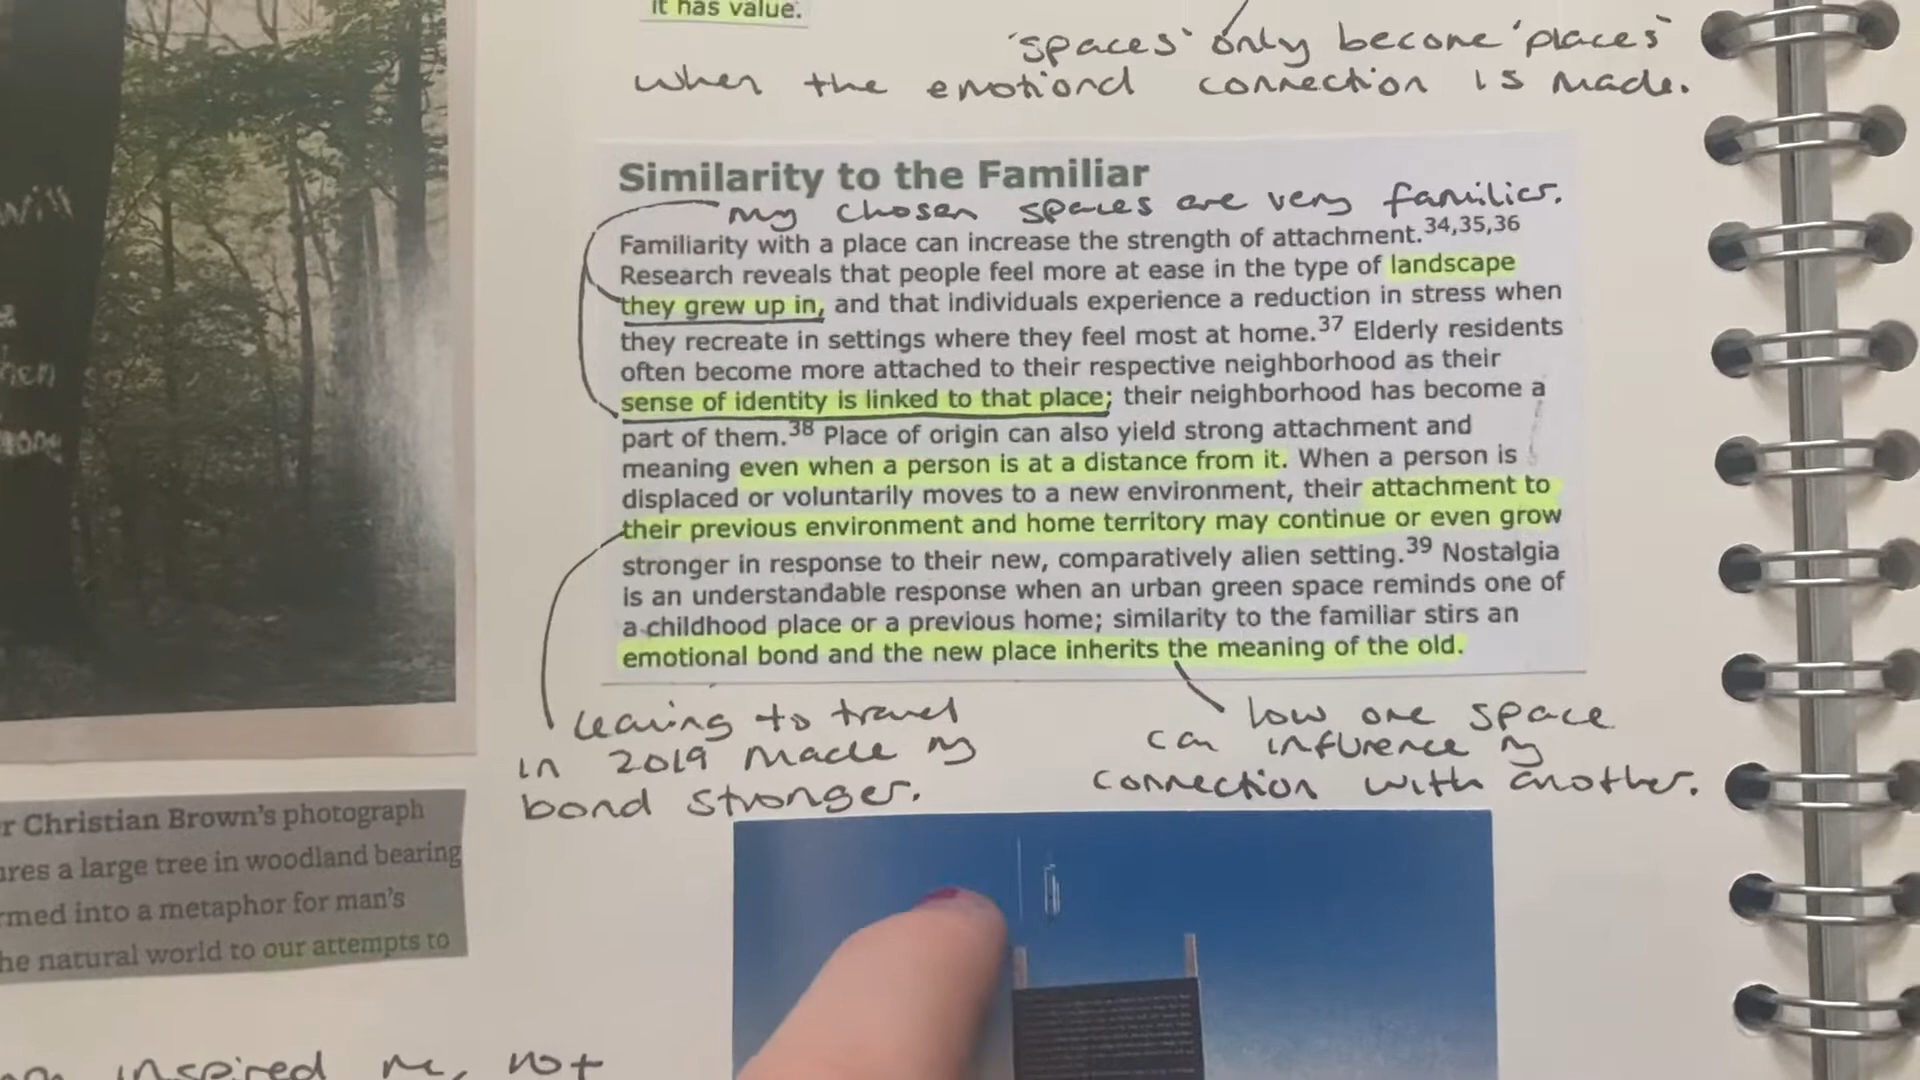 it has value.
'spaces' only become 'places'
when the emotional connection is made.
Similarity to the Familiar
my chosen spaces are very familiar.
Familiarity with a place can increase the strength of attachment.34,35,36
Research reveals that people feel more at ease in the type of landscape
they grew up in, and that individuals experience a reduction in stress when
they recreate in settings where they feel most at home.37 Elderly residents
often become more attached to their respective neighborhood as their
sense of identity is linked to that place; their neighborhood has become a
part of them.38 Place of origin can also yield strong attachment and
meaning even when a person is at a distance from it. When a person is
displaced or voluntarily moves to a new environment, their attachment to
their previous environment and home territory may continue or even grow
stronger in response to their new, comparatively alien setting.39 Nostalgia
is an understandable response when an urban green space reminds one of
a childhood place or a previous home; similarity to the familiar stirs an
emotional bond and the new place inherits the meaning of the old.
leaving to travel
in 2019 made my
bond stronger.
how one space
can influence my
connection with another.
will
r Christian Brown's photograph
ures a large tree in woodland bearing
rmed into a metaphor for man's
he natural world to our attempts to
inspired me, not